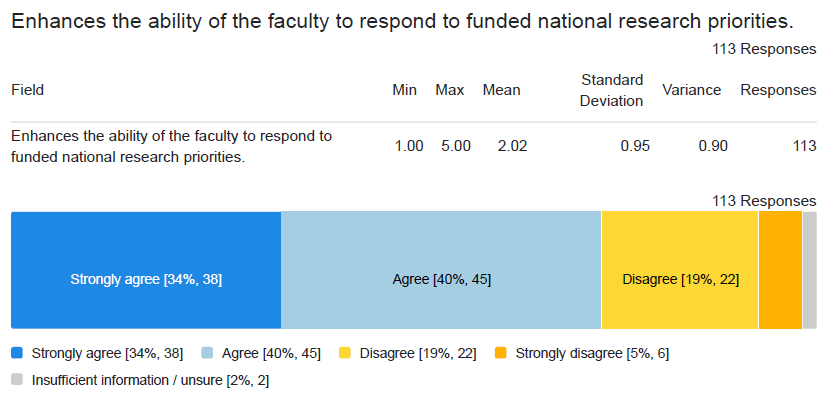 Enhances the ability of the faculty to respond to funded national research priorities.
113 Responses
Field Min Max Mean Standard Deviation Variance Responses
Enhances the ability of the faculty to respond to
funded national research priorities. 1.00 5.00 2.02 0.95 0.90 113
113 Responses
Strongly agree [34%, 38] Agree [40%, 45] Disagree [19%, 22]
Strongly agree [34%, 38] Agree [40%, 45] Disagree [19%, 22] Strongly disagree [5%, 6]
Insufficient information / unsure [2%, 2]